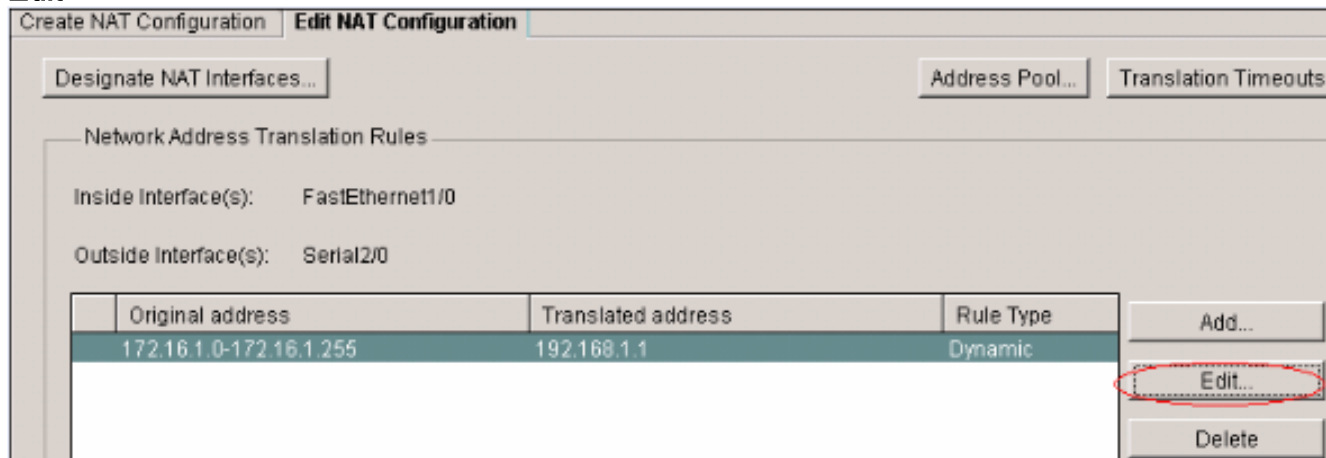 Create NAT Configuration Edit NAT Configuration
Designate NAT Interfaces... Address Pool... Translation Timeouts
Network Address Translation Rules
Inside Interface(s): FastEthernet1/0
Outside Interface(s): Serial2/0
Original address Translated address Rule Type
172.16.1.0-172.16.1.255 192.168.1.1 Dynamic
Add...
Edit...
Delete